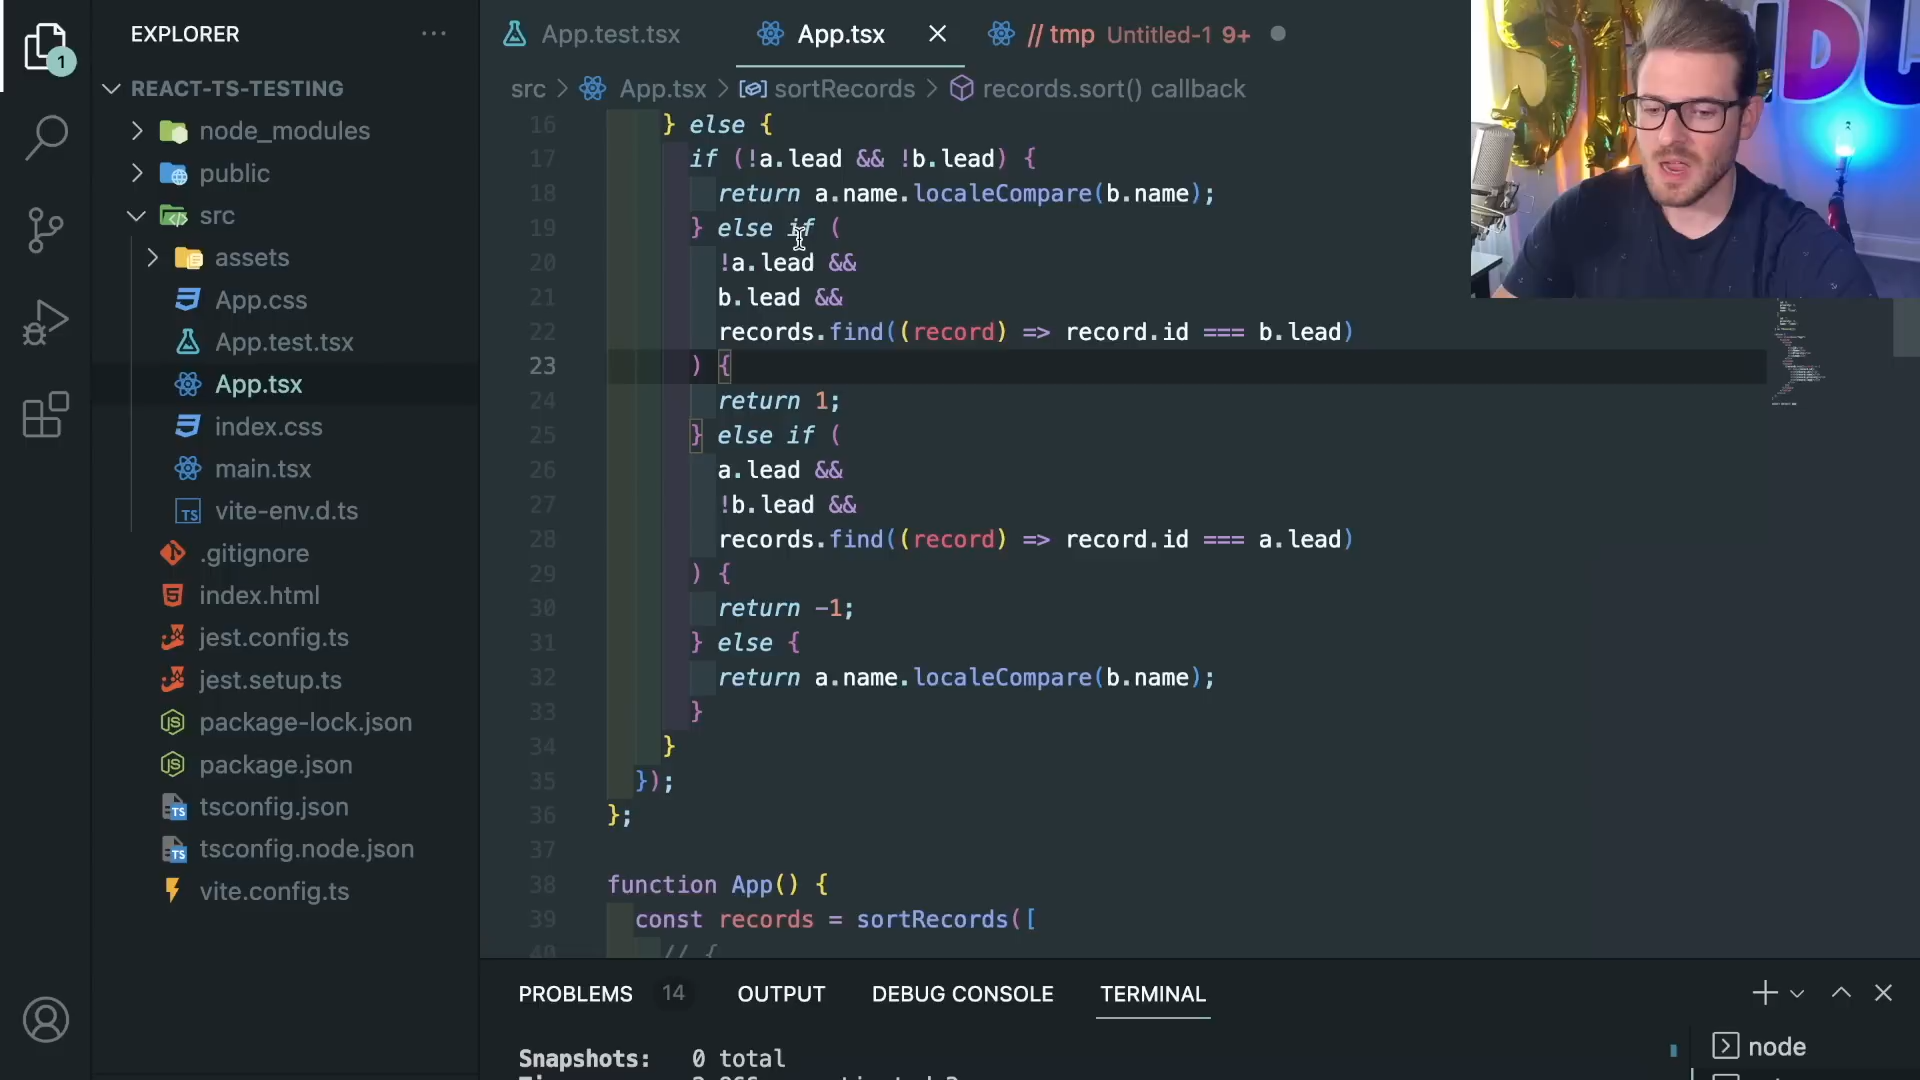 EXPLORER
REACT-TS-TESTING
node_modules
public
src
assets
App.css
App.test.tsx
App.tsx
index.css
main.tsx
TS vite-env.d.ts
.gitignore
index.html
jest.config.ts
jest.setup.ts
package-lock.json
package.json
tsconfig.json
tsconfig.node.json
vite.config.ts
1
App.test.tsx App.tsx // tmp Untitled-1 9+
src > App.tsx > sortRecords > records.sort() callback
16 } else {
17 if (!a.lead && !b.lead) {
18 return a.name.localeCompare(b.name);
19 } else if (
20 !a.lead &&
21 b.lead &&
22 records.find((record) => record.id === b.lead)
23 ) {
24 return 1;
25 } else if (
26 a.lead &&
27 !b.lead &&
28 records.find((record) => record.id === a.lead)
29 ) {
30 return -1;
31 } else {
32 return a.name.localeCompare(b.name);
33 }
34 }
35 });
36 };
37
38 function App() {
39 const records = sortRecords([
40 // {
PROBLEMS 14 OUTPUT DEBUG CONSOLE TERMINAL
Snapshots: 0 total
node